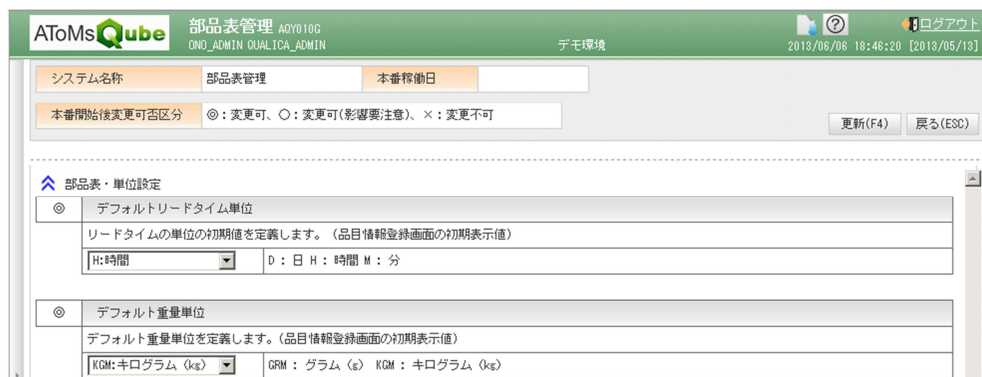 AToMsQube 部品表管理 AOY010G ログアウト
ONO_ADMIN QUALICA_ADMIN デモ環境 2013/06/06 18:46:20 [2013/05/13]
システム名称 部品表管理 本番稼働日
本番開始後変更可否区分 ◎：変更可、○：変更可(影響要注意)、×：変更不可
更新(F4) 戻る(ESC)
部品表・単位設定
◎ デフォルトリードタイム単位
リードタイムの単位の初期値を定義します。（品目情報登録画面の初期表示値）
H:時間 D : 日 H : 時間 M : 分
◎ デフォルト重量単位
デフォルト重量単位を定義します。(品目情報登録画面の初期表示値)
KGM:キログラム（kg） GRM : グラム（g） KGM : キログラム（kg）